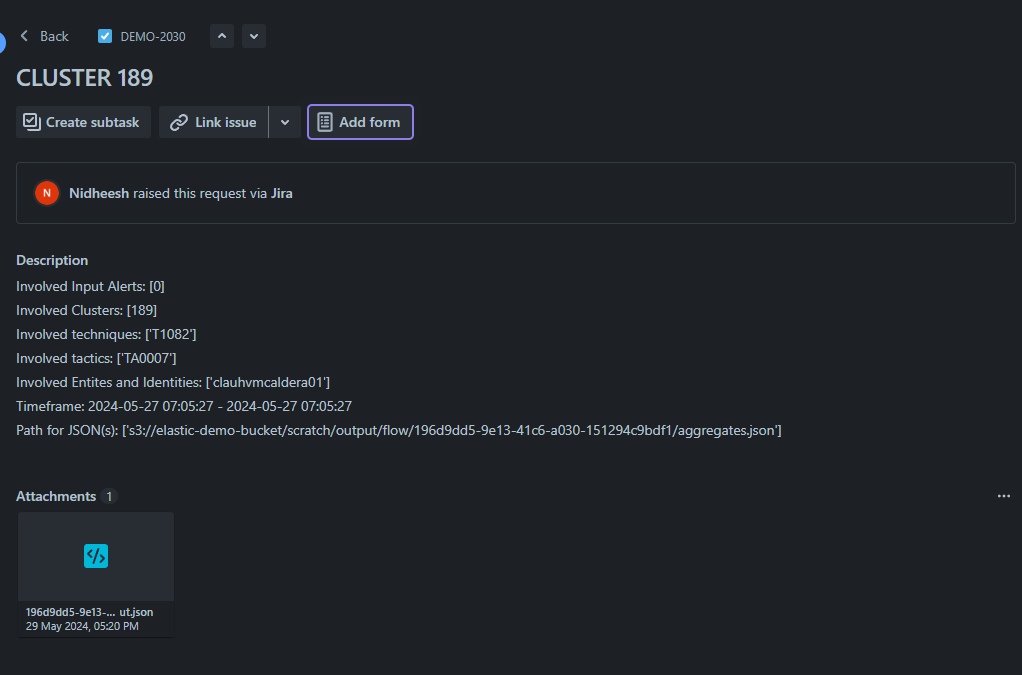 Back DEMO-2030
CLUSTER 189
Create subtask Link issue Add form
N Nidheesh raised this request via Jira
Description
Involved Input Alerts: [0]
Involved Clusters: [189]
Involved techniques: ['T1082']
Involved tactics: ['TA0007']
Involved Entites and Identities: ['clauhvmcaldera01']
Timeframe: 2024-05-27 07:05:27 - 2024-05-27 07:05:27
Path for JSON(s): ['s3://elastic-demo-bucket/scratch/output/flow/196d9dd5-9e13-41c6-a030-151294c9bdf1/aggregates.json']
Attachments 1
196d9dd5-9e13-... ut.json
29 May 2024, 05:20 PM